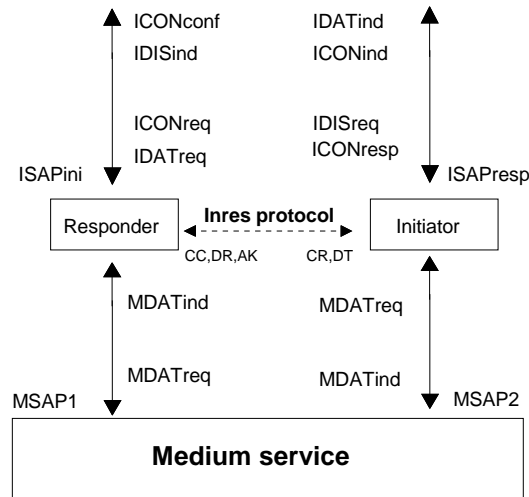 ICONconf
IDATind
IDISind
ICONind
ICONreq
IDISreq
IDATreq
ICONresp
ISAPini
ISAPresp
Responder
Inres protocol
Initiator
CC,DR,AK
CR,DT
MDATind
MDATreq
MDATreq
MDATind
MSAP1
MSAP2
Medium service